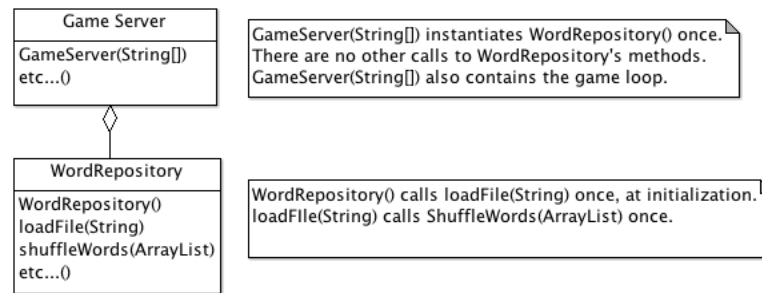 Game Server
GameServer(String[])
etc...()
GameServer(String[]) instantiates WordRepository() once.
There are no other calls to WordRepository's methods.
GameServer(String[]) also contains the game loop.
WordRepository
WordRepository()
loadFile(String)
shuffleWords(ArrayList)
etc...()
WordRepository() calls loadFile(String) once, at initialization.
loadFIle(String) calls ShuffleWords(ArrayList) once.